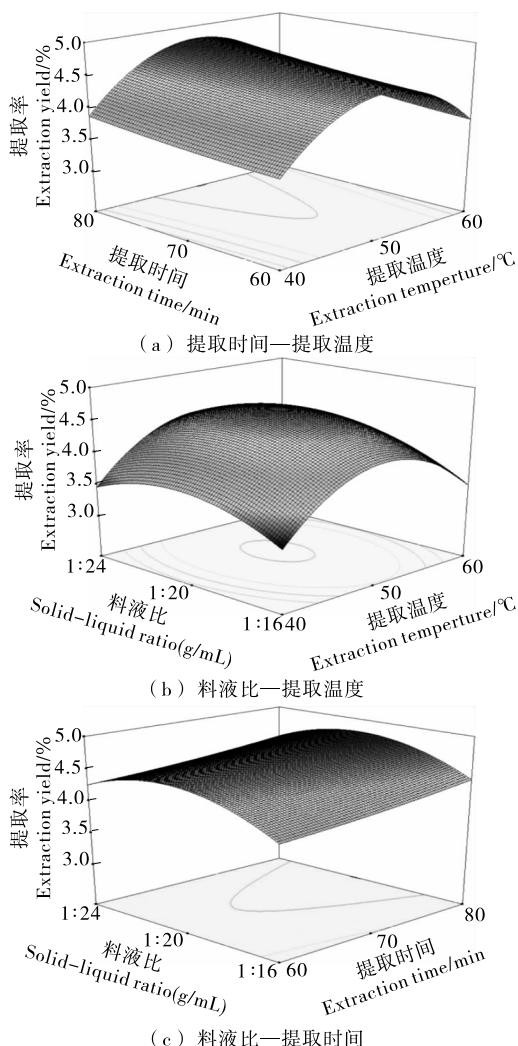 5.0
4.5
4.0
3.5
3.0
提取率
Extraction yield/%
80
70
60
提取时间
Extraction time/min
40
50
60
提取温度
Extraction temperture/℃
（a）提取时间—提取温度
5.0
4.5
4.0
3.5
3.0
提取率
Extraction yield/%
1:24
1:20
1:16
料液比
Solid-liquid ratio(g/mL)
40
50
60
提取温度
Extraction temperture/℃
（b）料液比—提取温度
5.0
4.5
4.0
3.5
3.0
提取率
Extraction yield/%
1:24
1:20
1:16
料液比
Solid-liquid ratio(g/mL)
60
70
80
提取时间
Extraction time/min
（c）料液比—提取时间